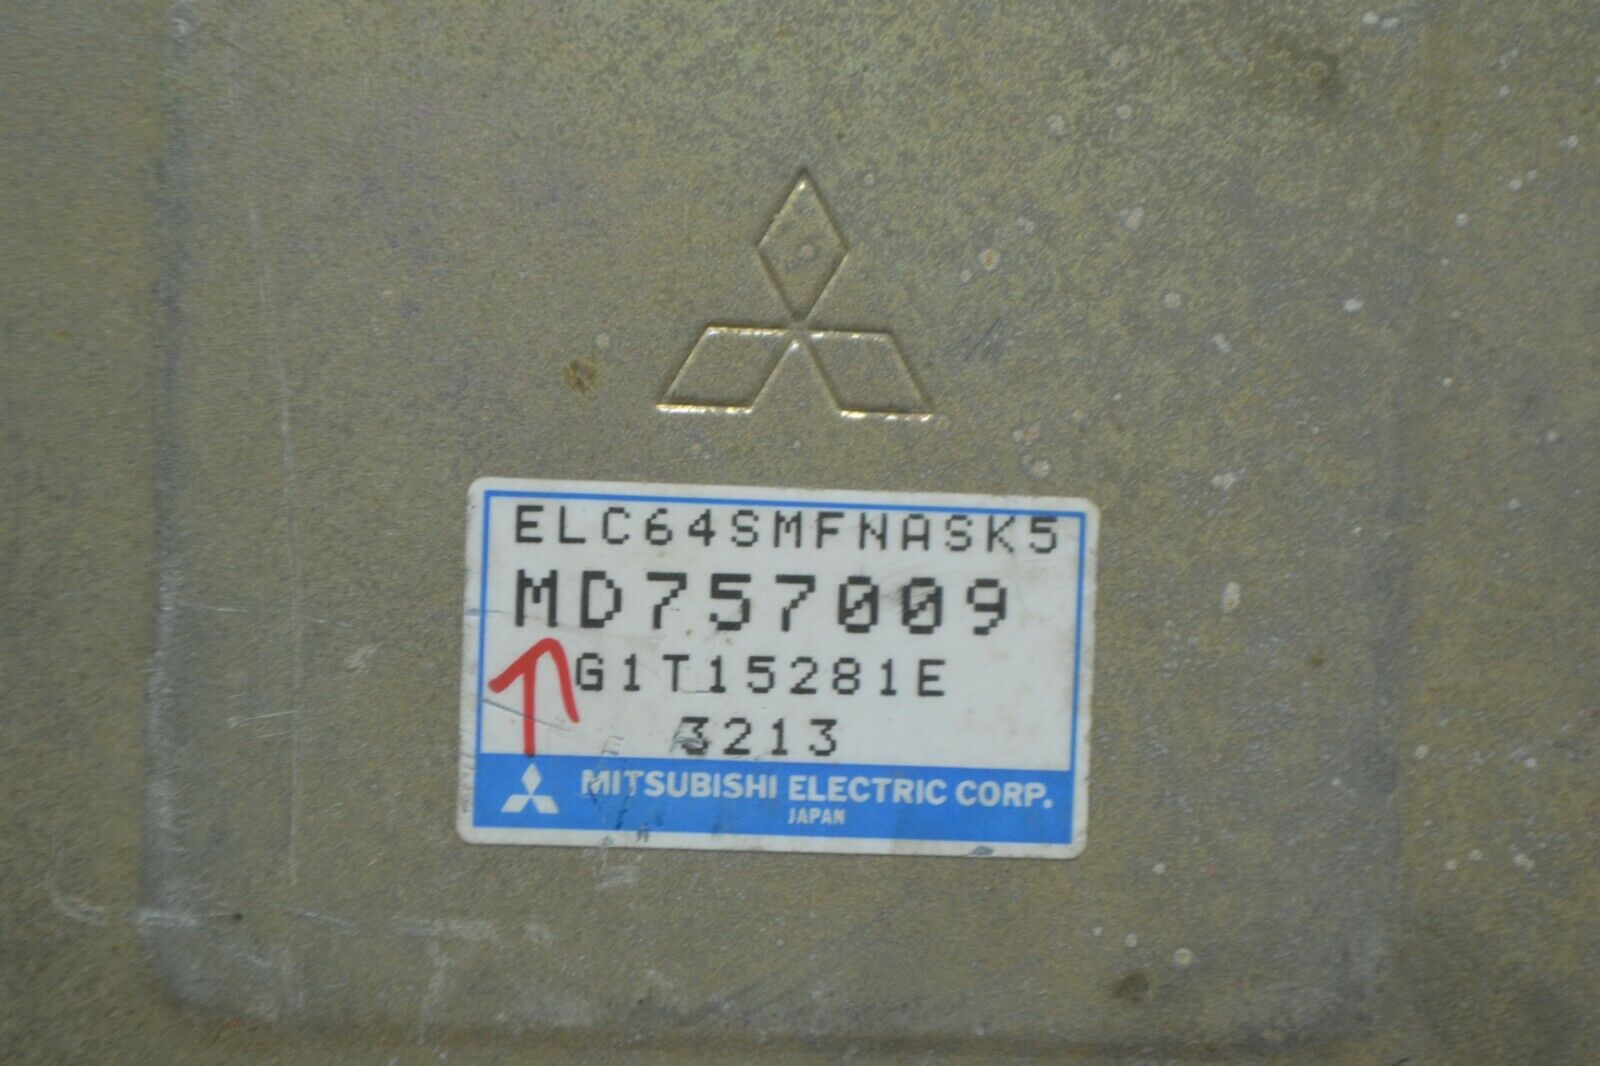 ELC64SMFNASK5
MD757009
G1T15281E
3213
MITSUBISHI ELECTRIC CORP.
JAPAN